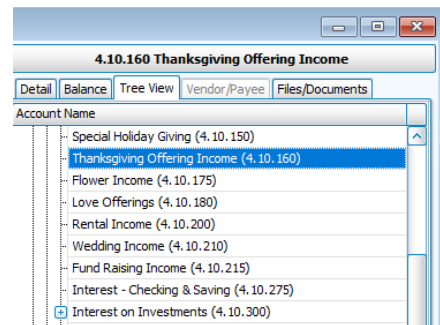 4.10.160 Thanksgiving Offering Income
Detail Balance Tree View Vendor/Payee Files/Documents
Account Name
Special Holiday Giving (4.10.150)
Thanksgiving Offering Income (4.10.160)
Flower Income (4.10.175)
Love Offerings (4.10.180)
Rental Income (4.10.200)
Wedding Income (4.10.210)
Fund Raising Income (4.10.215)
Interest - Checking & Saving (4.10.275)
Interest on Investments (4.10.300)